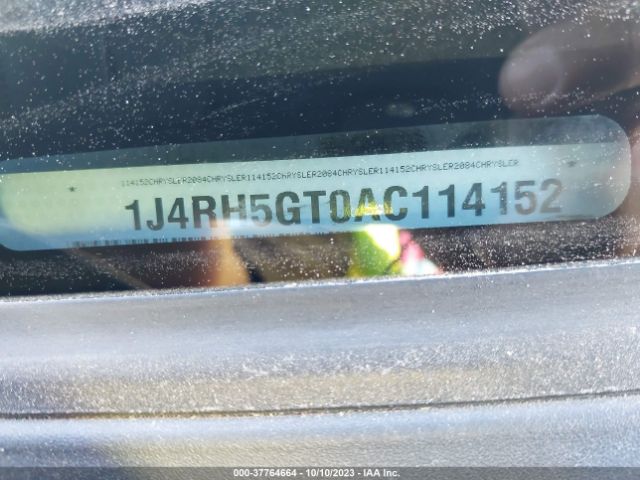 114152CHRYSLER2084CHRYSLER114152CHRYSLER2084CHRYSLER114152CHRYSLER2084CHRYSLER
* 1J4RH5GT0AC114152 *
000-37764664 - 10/10/2023 - IAA Inc.